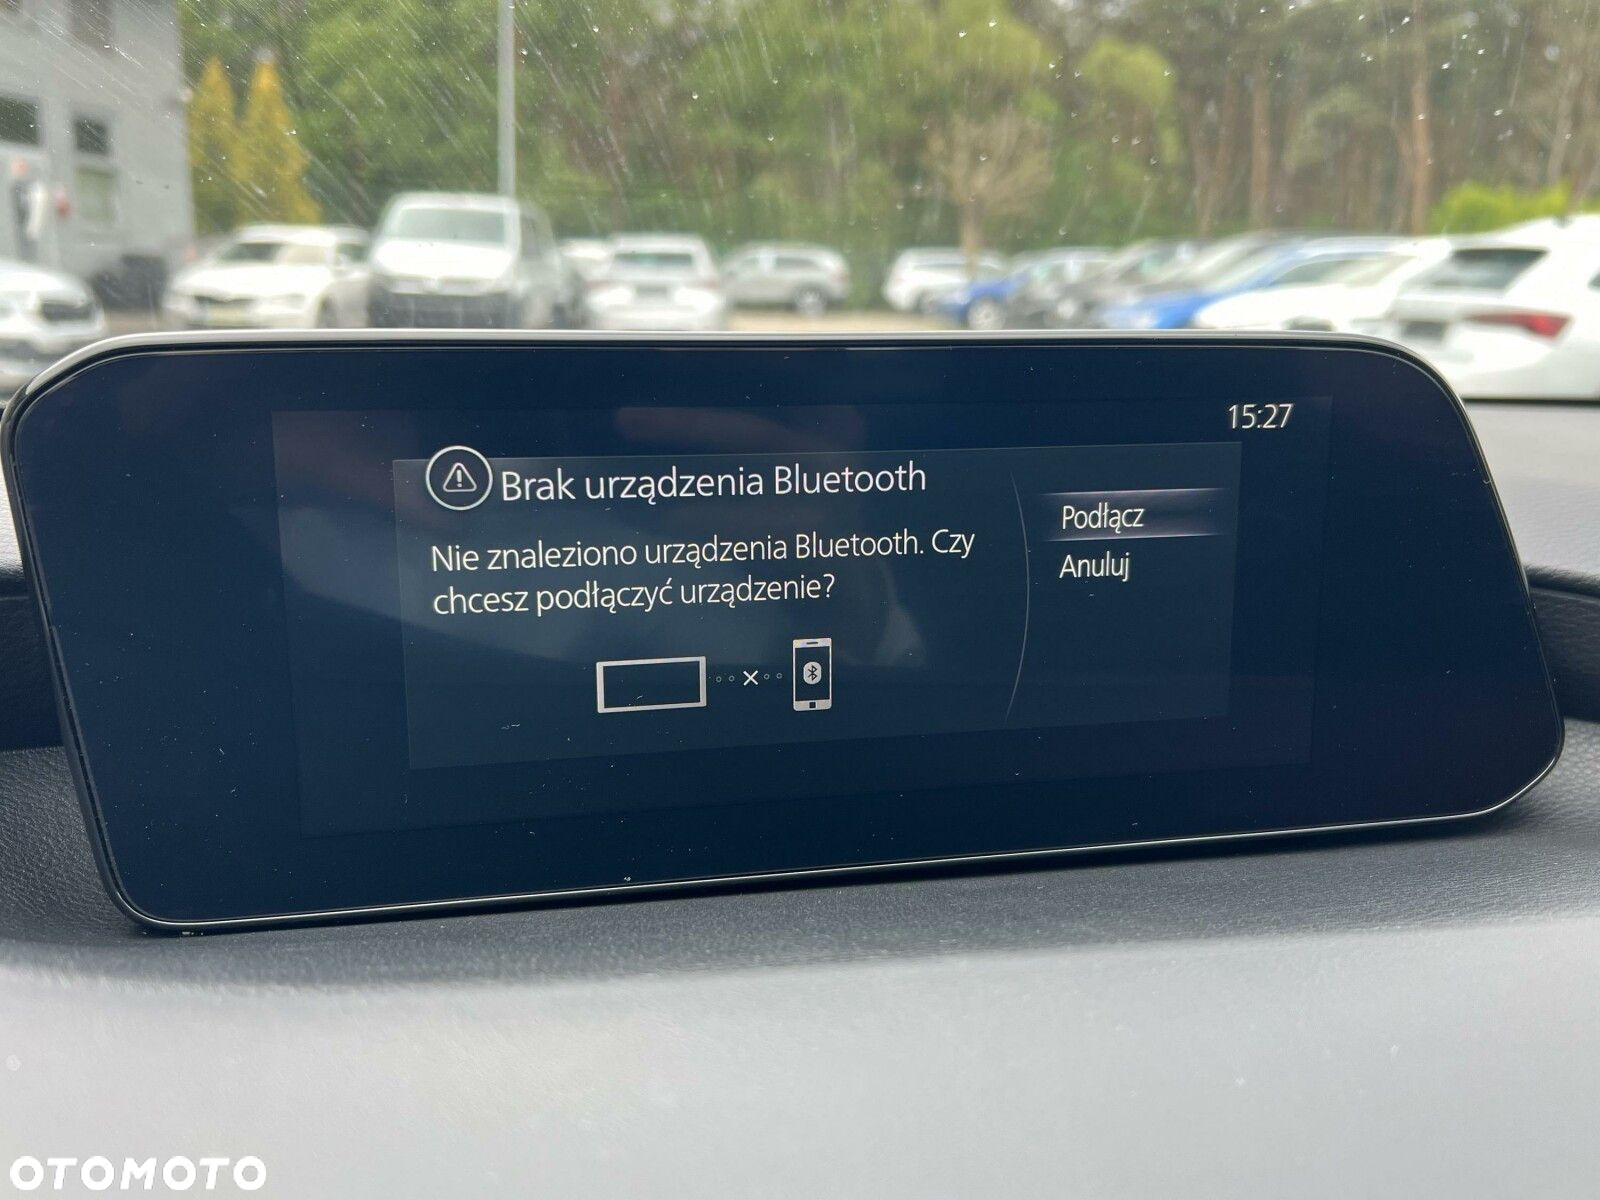 15:27
Brak urządzenia Bluetooth
Nie znaleziono urządzenia Bluetooth. Czy
chcesz podłączyć urządzenie?
Podłącz
Anuluj
OTOMOTO